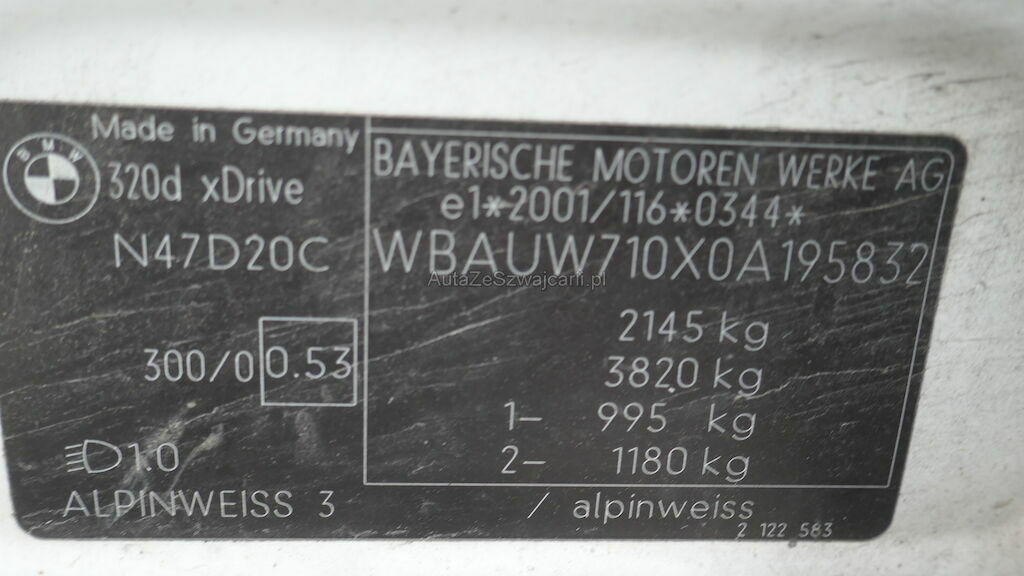 BMW
Made in Germany
320d xDrive
N47D20C
300/0 0.53
1.0
ALPINWEISS 3
BAYERISCHE MOTOREN WERKE AG
e1*2001/116*0344*
WBAUW710X0A195832
AutaZeSzwajcarii.pl
2145 kg
3820 kg
1- 995 kg
2- 1180 kg
/ alpinweiss
2 122 583